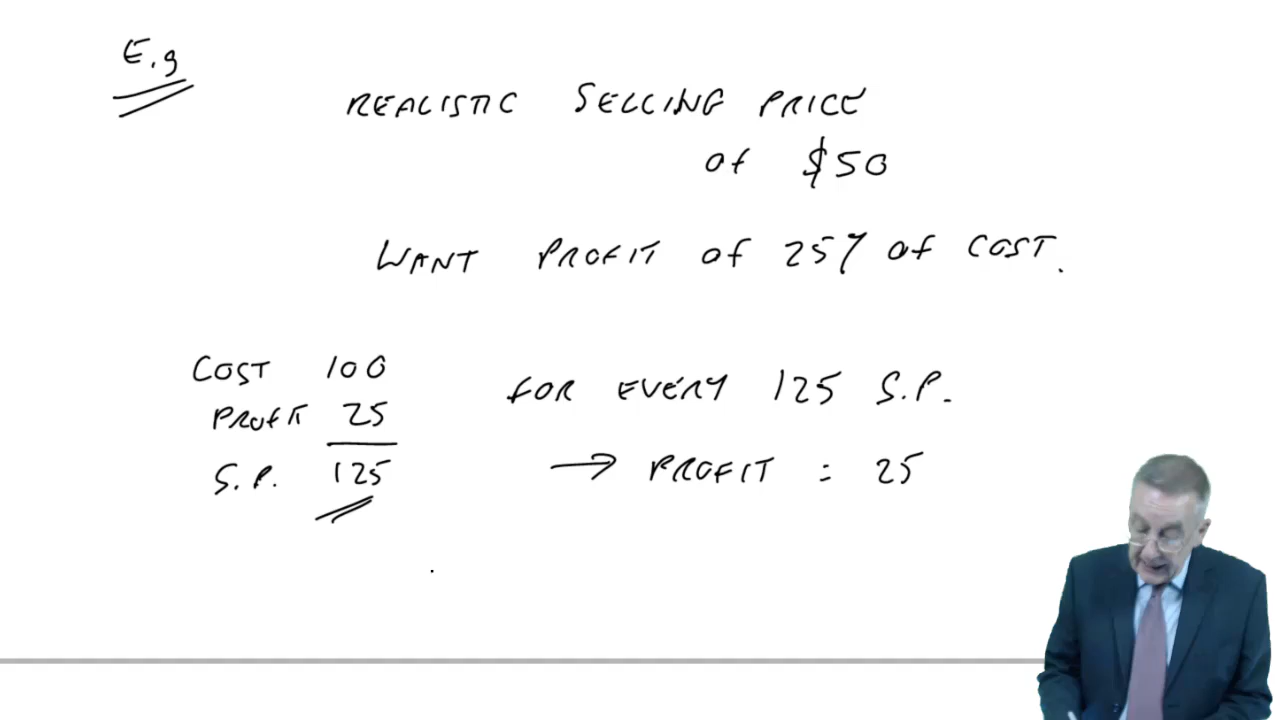 E.g
REALISTIC SELLING PRICE
of $50
WANT PROFIT of 25% of COST.
COST 100
PROFIT 25
S.P. 125
FOR EVERY 125 S.P.
→ PROFIT = 25